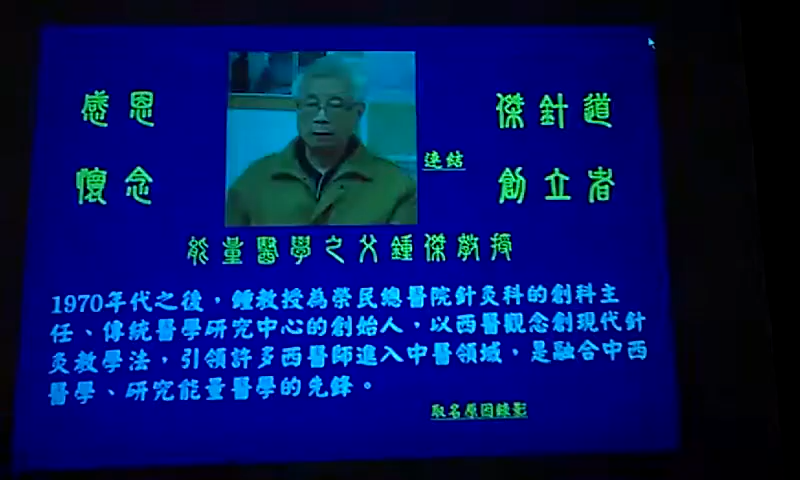 感恩
懷念
連結
傑針道
創立者
能量醫學之父鍾傑教授
1970年代之後，鍾教授為榮民總醫院針灸科的創科主
任、傳統醫學研究中心的創始人，以西醫觀念創現代針
灸教學法，引領許多西醫師進入中醫領域，是融合中西
醫學、研究能量醫學的先鋒。
取名原因錄影